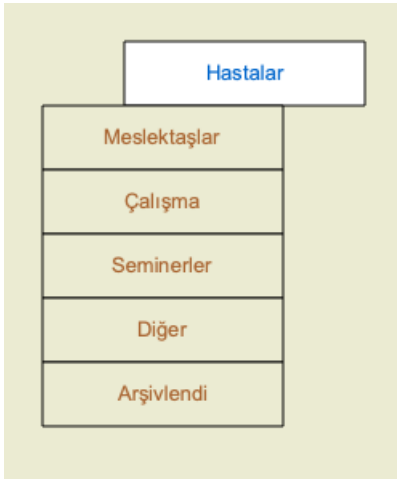 Hastalar
Meslektaşlar
Çalışma
Seminerler
Diğer
Arşivlendi